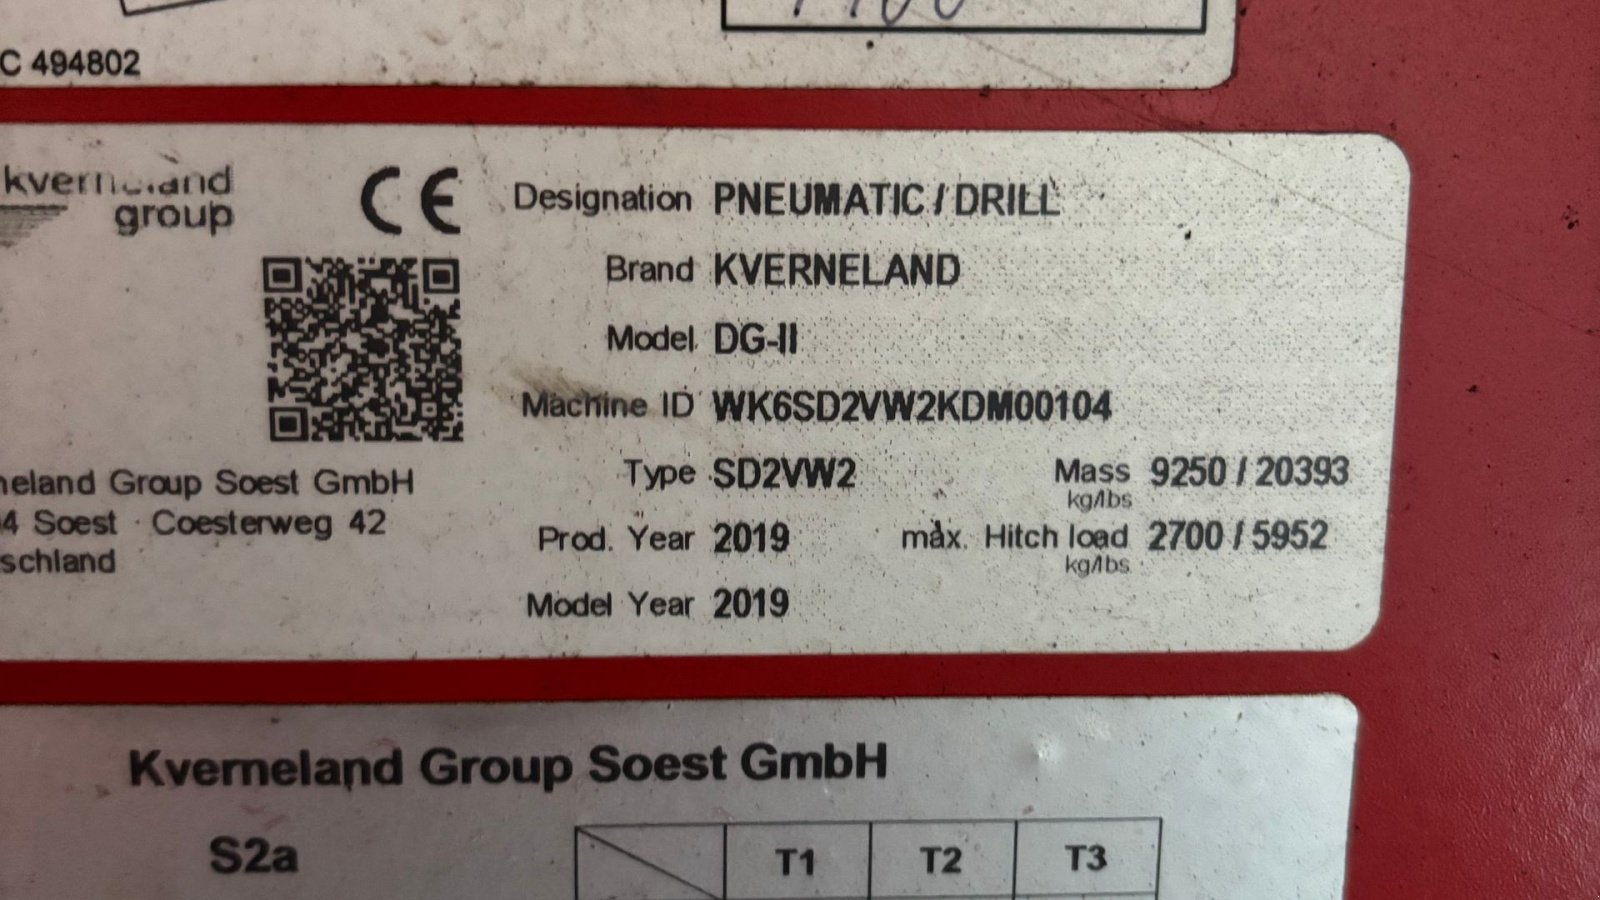 C 494802
kverneland
group
CE
Designation PNEUMATIC / DRILL
Brand KVERNELAND
Model DG-II
Machine ID WK6SD2VW2KDM00104
Type SD2VW2 Mass 9250 / 20393
kg/lbs
Prod. Year 2019 max. Hitch load 2700 / 5952
kg/lbs
Model Year 2019
neland Group Soest GmbH
4 Soest · Coesterweg 42
schland
Kverneland Group Soest GmbH
S2a T1 T2 T3